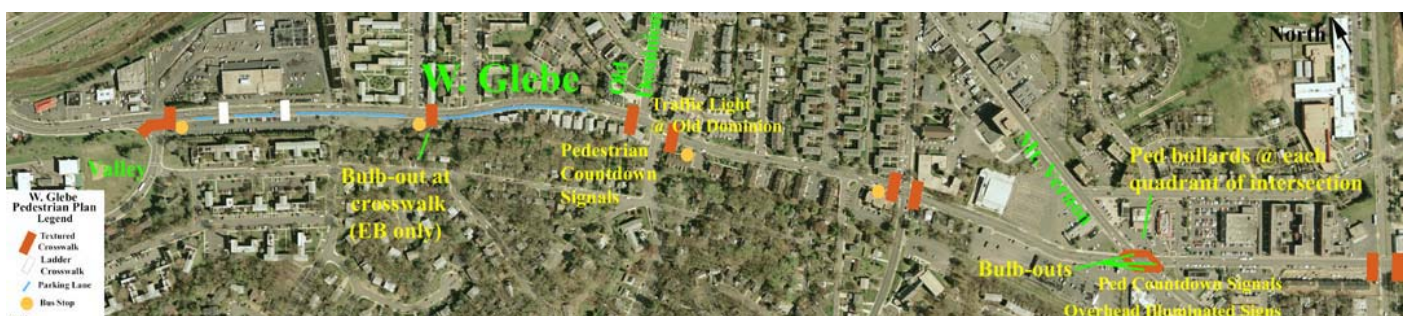 North
W. Glebe
Old
Dominion
Traffic Light
@ Old Dominion
Pedestrian
Countdown
Signals
Valley
Bulb-out at
crosswalk
(EB only)
Mt. Vernon
Ped bollards @ each
quadrant of intersection
Bulb-outs
Ped Countdown Signals
Overhead Illuminated Signs
W. Glebe
Pedestrian Plan
Legend
Textured
Crosswalk
Ladder
Crosswalk
Parking Lane
Bus Stop